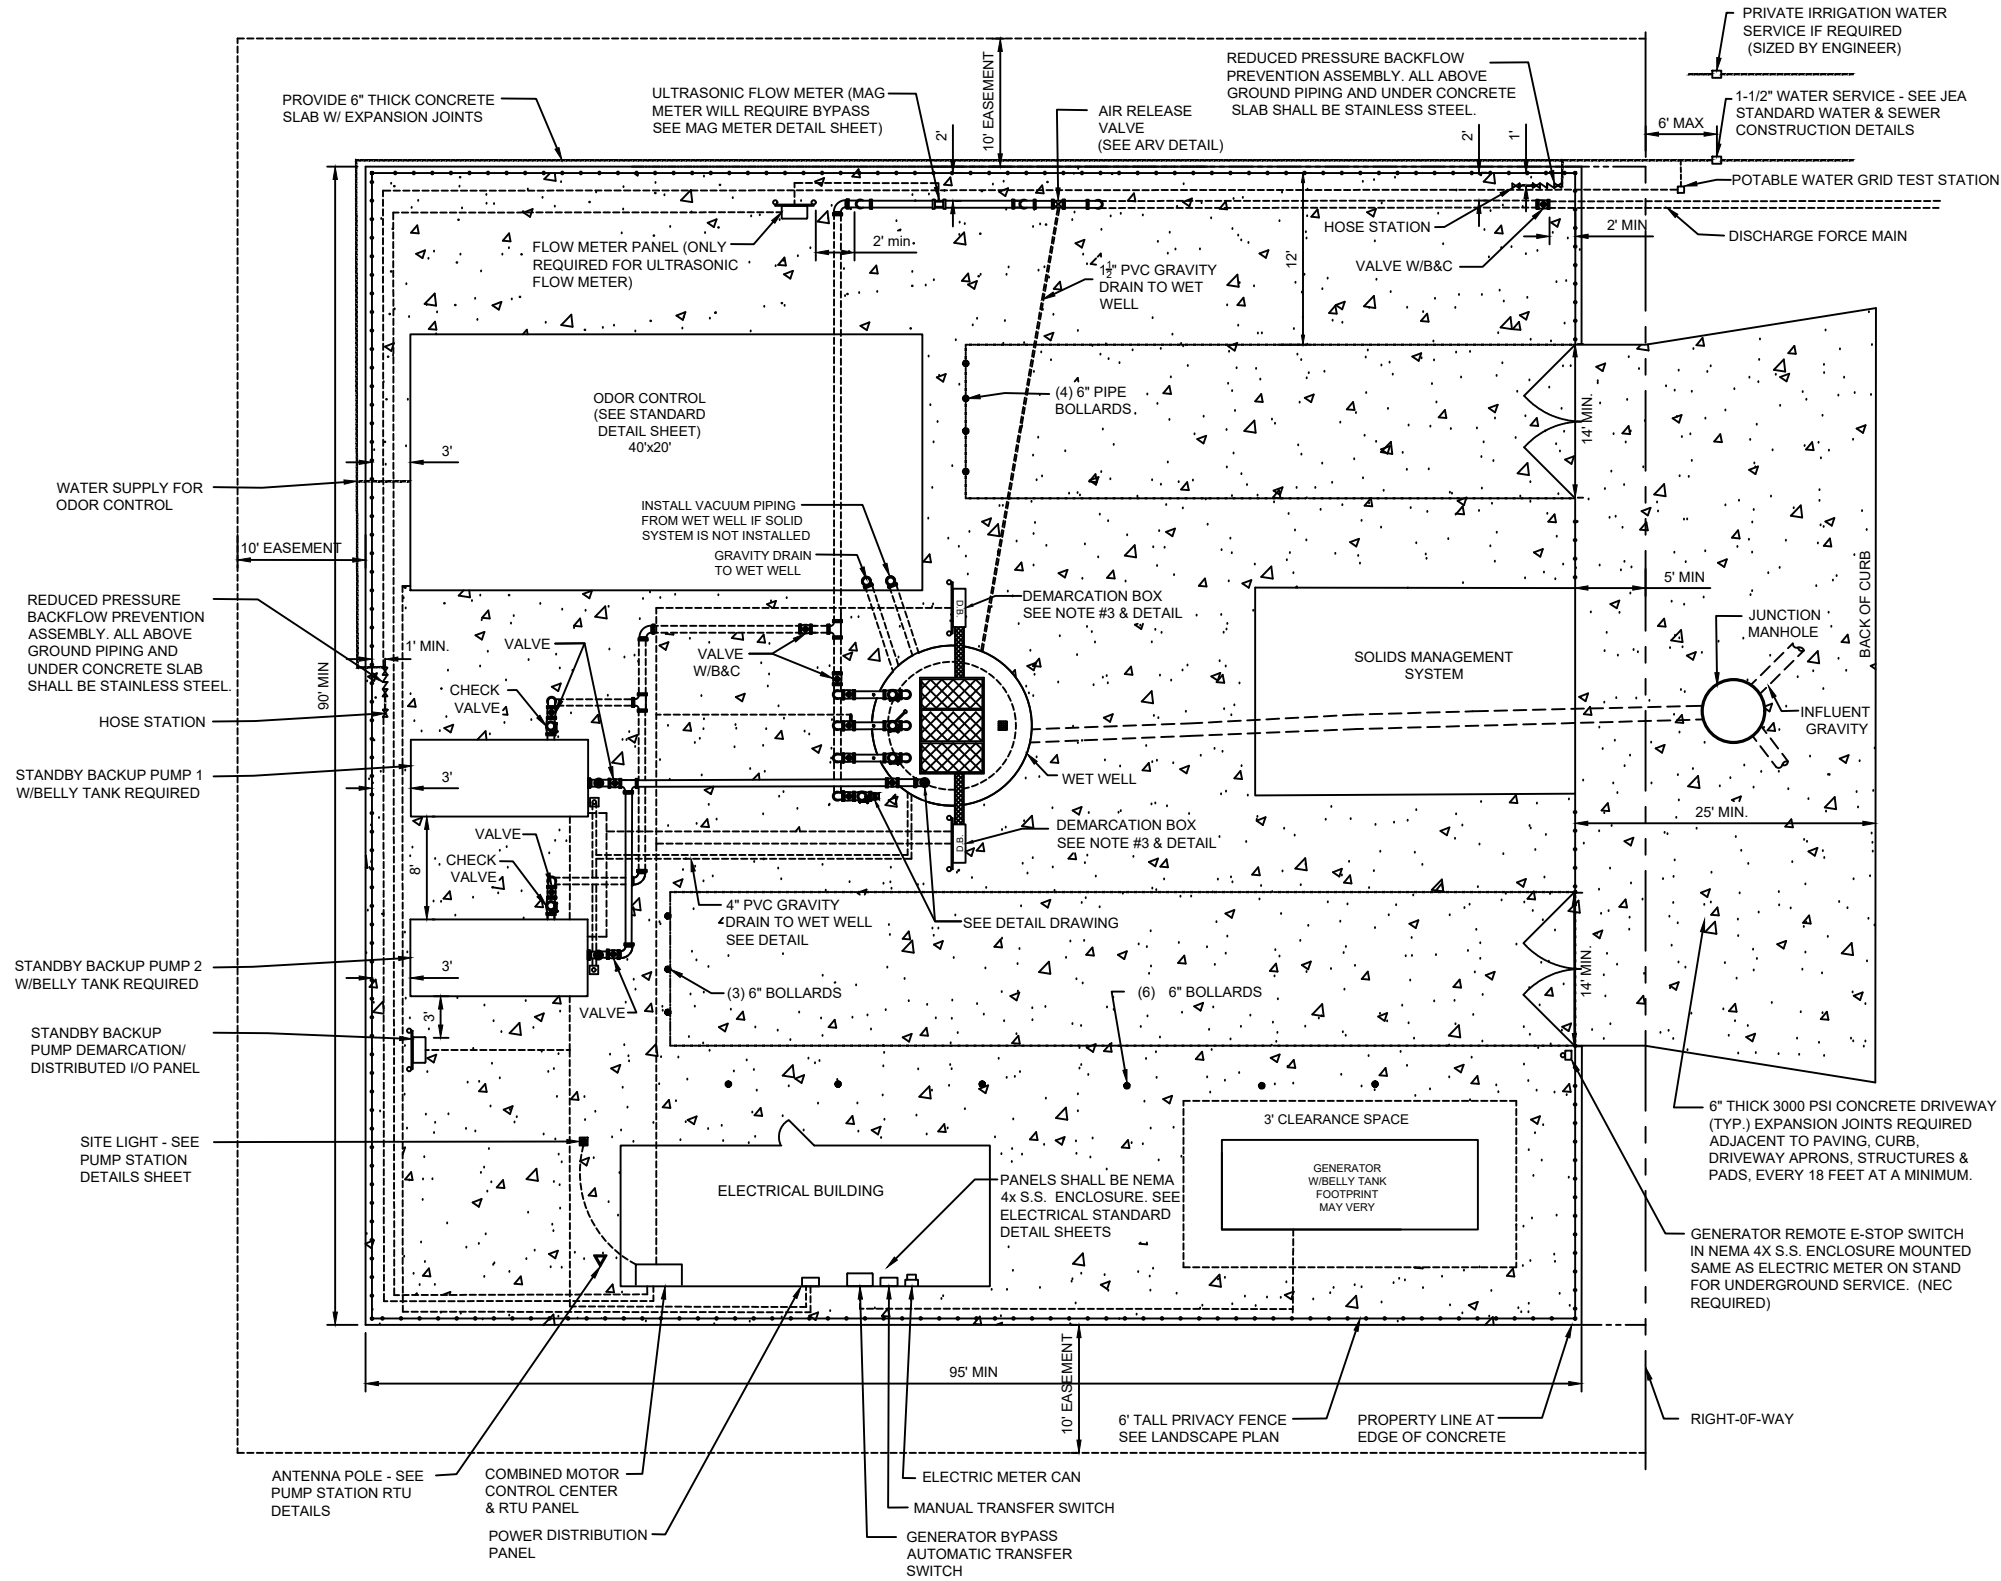 PRIVATE IRRIGATION WATER
SERVICE IF REQUIRED
(SIZED BY ENGINEER)
REDUCED PRESSURE BACKFLOW
PREVENTION ASSEMBLY. ALL ABOVE
GROUND PIPING AND UNDER CONCRETE
SLAB SHALL BE STAINLESS STEEL.
10' EASEMENT
PROVIDE 6" THICK CONCRETE
SLAB W/ EXPANSION JOINTS
ULTRASONIC FLOW METER (MAG
METER WILL REQUIRE BYPASS
SEE MAG METER DETAIL SHEET)
2'
AIR RELEASE
VALVE
(SEE ARV DETAIL)
2'
1'
6' MAX
1-1/2" WATER SERVICE - SEE JEA
STANDARD WATER & SEWER
CONSTRUCTION DETAILS
POTABLE WATER GRID TEST STATION
HOSE STATION
2' MIN
DISCHARGE FORCE MAIN
FLOW METER PANEL (ONLY
REQUIRED FOR ULTRASONIC
FLOW METER)
2' min.
12'
VALVE W/B&C
1½" PVC GRAVITY
DRAIN TO WET
WELL
ODOR CONTROL
(SEE STANDARD
DETAIL SHEET)
40'x20'
3'
(4) 6" PIPE
BOLLARDS
14' MIN.
WATER SUPPLY FOR
ODOR CONTROL
INSTALL VACUUM PIPING
FROM WET WELL IF SOLID
SYSTEM IS NOT INSTALLED
GRAVITY DRAIN
TO WET WELL
10' EASEMENT
5' MIN
BACK OF CURB
REDUCED PRESSURE
BACKFLOW PREVENTION
ASSEMBLY. ALL ABOVE
GROUND PIPING AND
UNDER CONCRETE SLAB
SHALL BE STAINLESS STEEL.
1' MIN.
VALVE
VALVE
W/B&C
D.B.
DEMARCATION BOX
SEE NOTE #3 & DETAIL
JUNCTION
MANHOLE
SOLIDS MANAGEMENT
SYSTEM
90' MIN
CHECK
VALVE
HOSE STATION
INFLUENT
GRAVITY
STANDBY BACKUP PUMP 1
W/BELLY TANK REQUIRED
3'
WET WELL
25' MIN.
VALVE
CHECK
VALVE
8'
D.B.
DEMARCATION BOX
SEE NOTE #3 & DETAIL
4" PVC GRAVITY
DRAIN TO WET WELL
SEE DETAIL
SEE DETAIL DRAWING
STANDBY BACKUP PUMP 2
W/BELLY TANK REQUIRED
3'
14' MIN.
(3) 6" BOLLARDS
(6) 6" BOLLARDS
VALVE
3'
STANDBY BACKUP
PUMP DEMARCATION/
DISTRIBUTED I/O PANEL
3' CLEARANCE SPACE
6" THICK 3000 PSI CONCRETE DRIVEWAY
(TYP.) EXPANSION JOINTS REQUIRED
ADJACENT TO PAVING, CURB,
DRIVEWAY APRONS, STRUCTURES &
PADS, EVERY 18 FEET AT A MINIMUM.
SITE LIGHT - SEE
PUMP STATION
DETAILS SHEET
ELECTRICAL BUILDING
PANELS SHALL BE NEMA
4x S.S. ENCLOSURE. SEE
ELECTRICAL STANDARD
DETAIL SHEETS
GENERATOR
W/BELLY TANK
FOOTPRINT
MAY VERY
GENERATOR REMOTE E-STOP SWITCH
IN NEMA 4X S.S. ENCLOSURE MOUNTED
SAME AS ELECTRIC METER ON STAND
FOR UNDERGROUND SERVICE. (NEC
REQUIRED)
95' MIN
10' EASEMENT
6' TALL PRIVACY FENCE
SEE LANDSCAPE PLAN
PROPERTY LINE AT
EDGE OF CONCRETE
RIGHT-0F-WAY
ANTENNA POLE - SEE
PUMP STATION RTU
DETAILS
COMBINED MOTOR
CONTROL CENTER
& RTU PANEL
POWER DISTRIBUTION
PANEL
ELECTRIC METER CAN
MANUAL TRANSFER SWITCH
GENERATOR BYPASS
AUTOMATIC TRANSFER
SWITCH